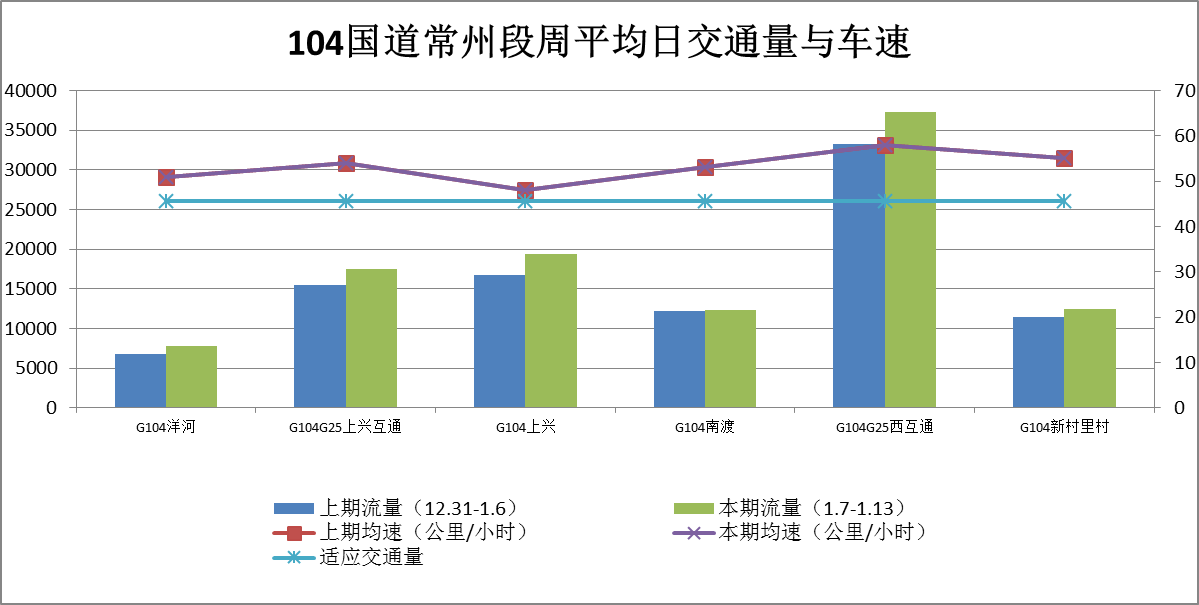 104国道常州段周平均日交通量与车速
40000 70
35000 60
30000 50
25000 40
20000 30
15000 20
10000 10
5000 0
0
G104洋河 G104G25上兴互通 G104上兴 G104南渡 G104G25西互通 G104新村里村
上期流量（12.31-1.6） 本期流量（1.7-1.13）
上期均速（公里/小时） 本期均速（公里/小时）
适应交通量